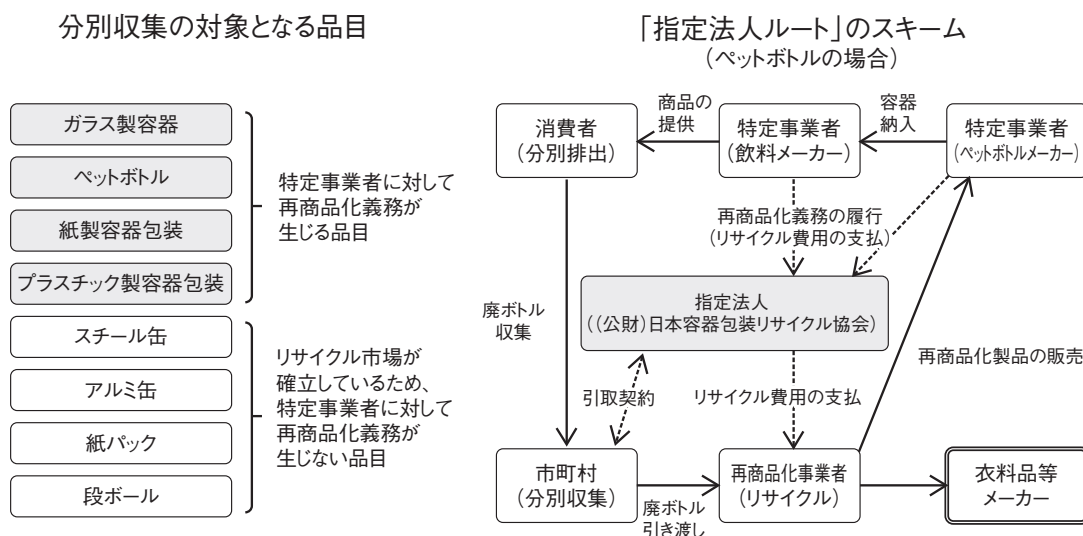 分別収集の対象となる品目
ガラス製容器
ペットボトル
紙製容器包装
プラスチック製容器包装
スチール缶
アルミ缶
紙パック
段ボール
特定事業者に対して
再商品化義務が
生じる品目
リサイクル市場が
確立しているため、
特定事業者に対して
再商品化義務が
生じない品目
「指定法人ルート」のスキーム
(ペットボトルの場合)
消費者
(分別排出)
商品の
提供
特定事業者
(飲料メーカー)
容器
納入
特定事業者
(ペットボトルメーカー)
再商品化義務の履行
(リサイクル費用の支払)
指定法人
((公財)日本容器包装リサイクル協会)
廃ボトル
収集
再商品化製品の販売
引取契約
リサイクル費用の支払
市町村
(分別収集)
廃ボトル
引き渡し
再商品化事業者
(リサイクル)
衣料品等
メーカー